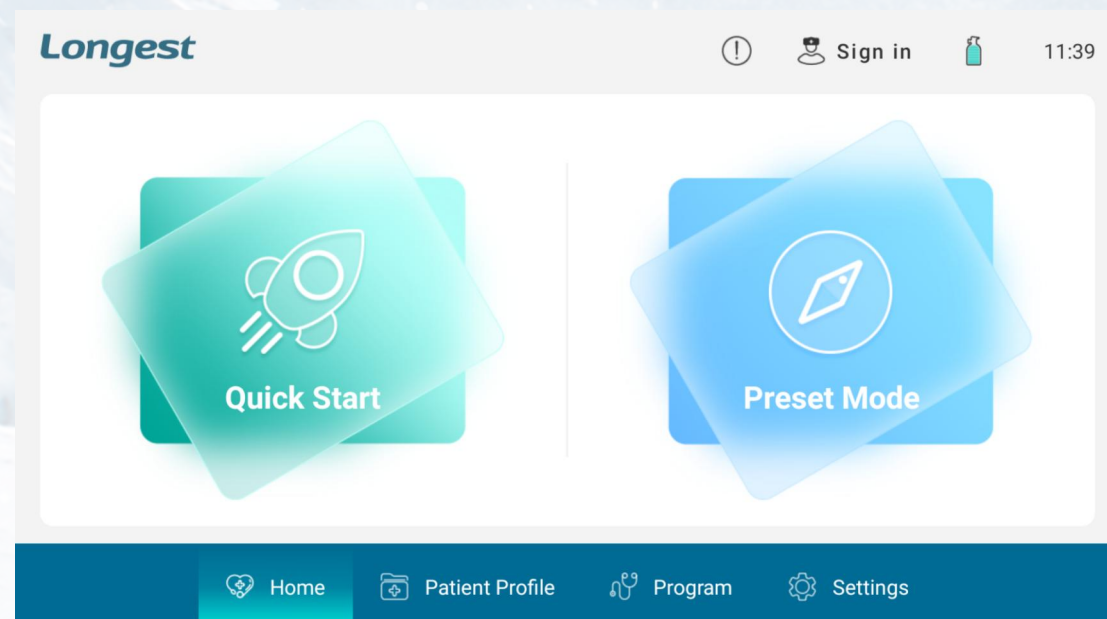 Longest
Sign in
11:39
Quick Start
Preset Mode
Home
Patient Profile
Program
Settings